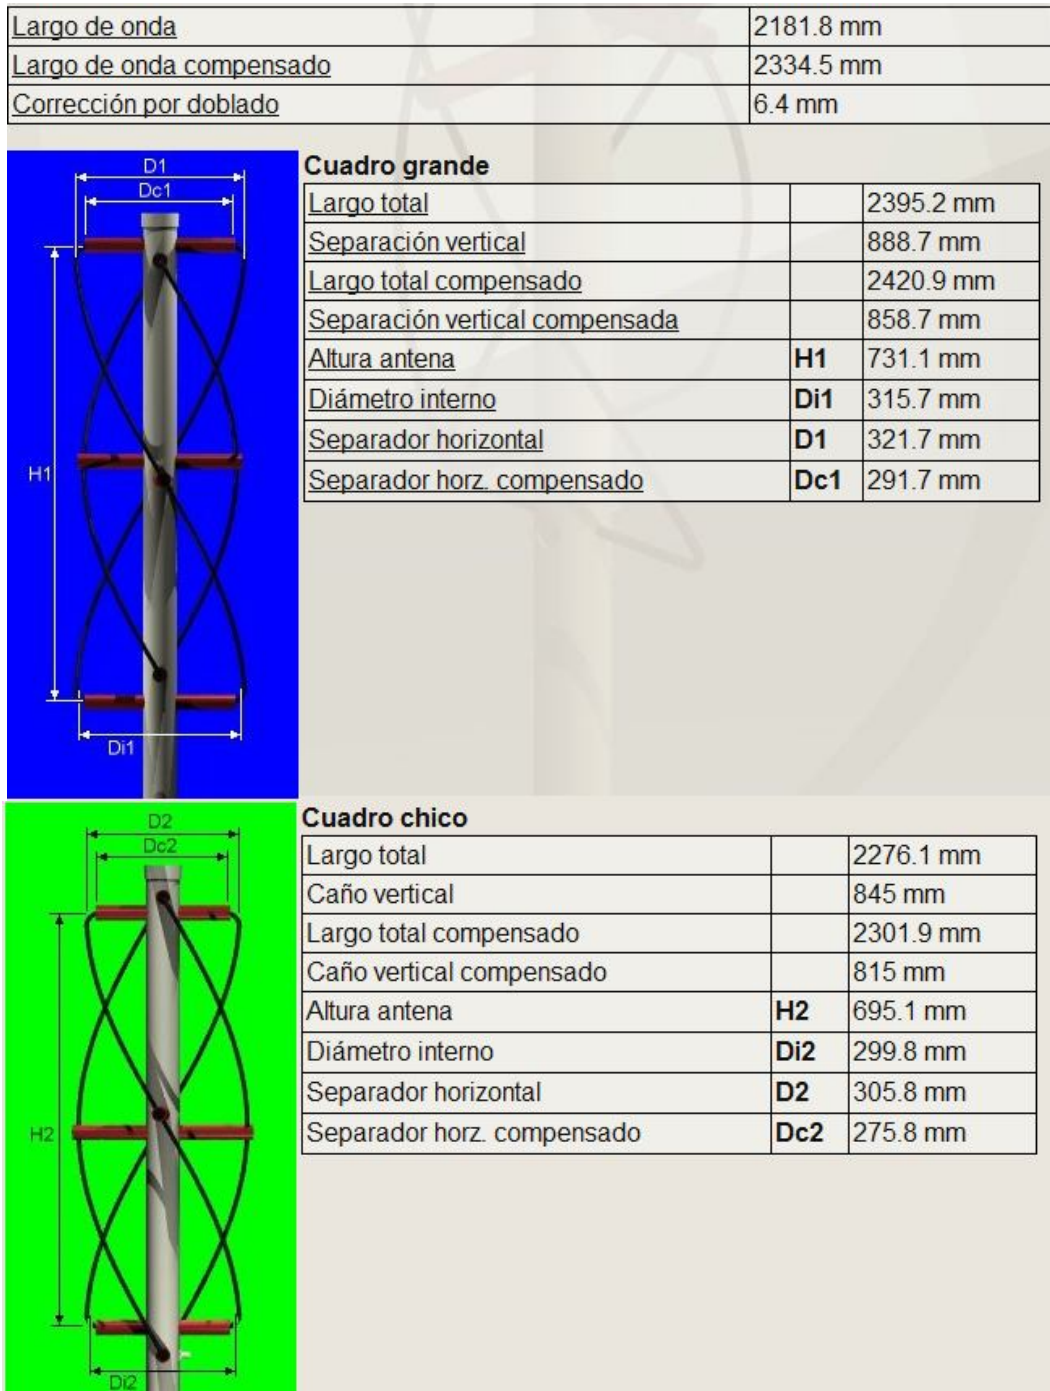 Largo de onda 2181.8 mm
Largo de onda compensado 2334.5 mm
Corrección por doblado 6.4 mm
D1
Dc1
H1
Di1
Cuadro grande
Largo total 2395.2 mm
Separación vertical 888.7 mm
Largo total compensado 2420.9 mm
Separación vertical compensada 858.7 mm
Altura antena H1 731.1 mm
Diámetro interno Di1 315.7 mm
Separador horizontal D1 321.7 mm
Separador horz. compensado Dc1 291.7 mm
D2
Dc2
H2
Di2
Cuadro chico
Largo total 2276.1 mm
Caño vertical 845 mm
Largo total compensado 2301.9 mm
Caño vertical compensado 815 mm
Altura antena H2 695.1 mm
Diámetro interno Di2 299.8 mm
Separador horizontal D2 305.8 mm
Separador horz. compensado Dc2 275.8 mm